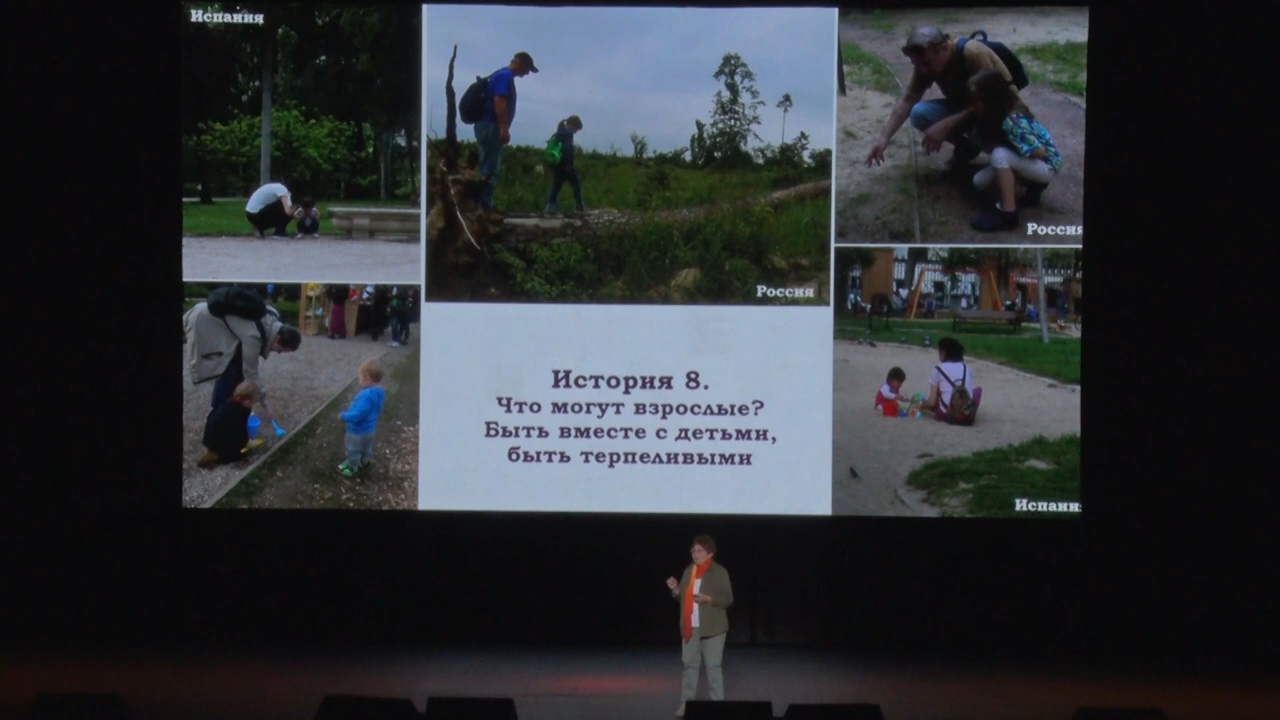 Испания
Россия
Россия
История 8.
Что могут взрослые?
Быть вместе с детьми,
быть терпеливыми
Испания